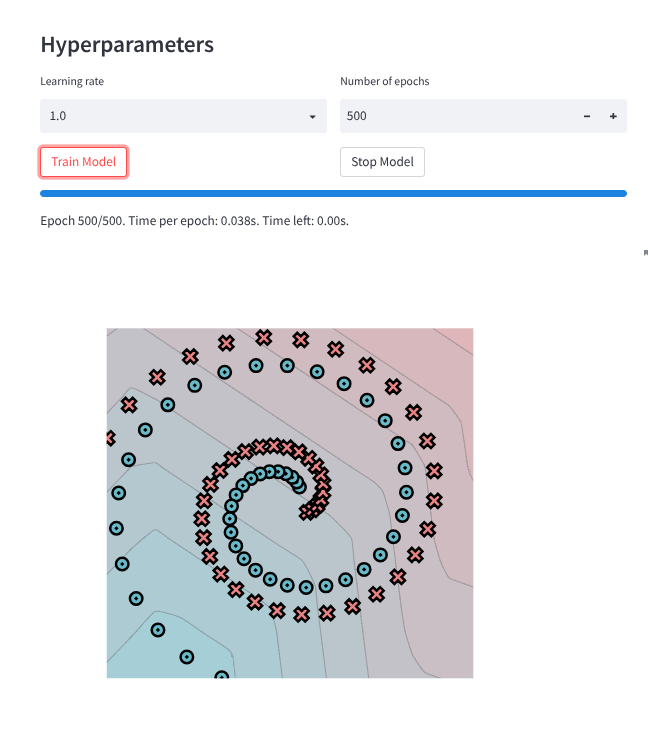 Hyperparameters
Learning rate
Number of epochs
1.0
500
− +
Train Model
Stop Model
Epoch 500/500. Time per epoch: 0.038s. Time left: 0.00s.